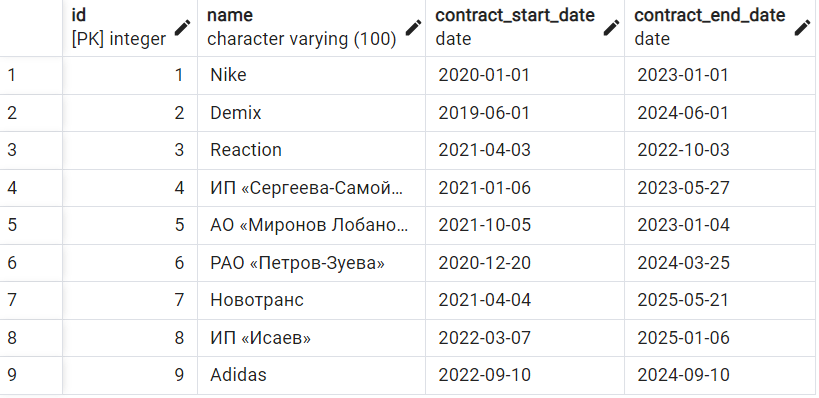 id name contract_start_date contract_end_date
[PK] integer character varying (100) date date
1 1 Nike 2020-01-01 2023-01-01
2 2 Demix 2019-06-01 2024-06-01
3 3 Reaction 2021-04-03 2022-10-03
4 4 ИП «Сергеева-Самой… 2021-01-06 2023-05-27
5 5 АО «Миронов Лобано… 2021-10-05 2023-01-04
6 6 РАО «Петров-Зуева» 2020-12-20 2024-03-25
7 7 Новотранс 2021-04-04 2025-05-21
8 8 ИП «Исаев» 2022-03-07 2025-01-06
9 9 Adidas 2022-09-10 2024-09-10